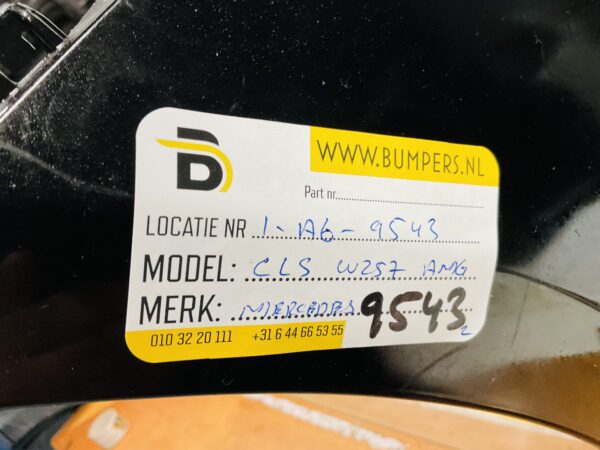 B
WWW.BUMPERS.NL
Part nr
LOCATIE NR 1-A6-9543
MODEL: CLS W257 AMG
MERK: MERCEDES 9543
010 32 20 111 +31 6 44 66 53 55